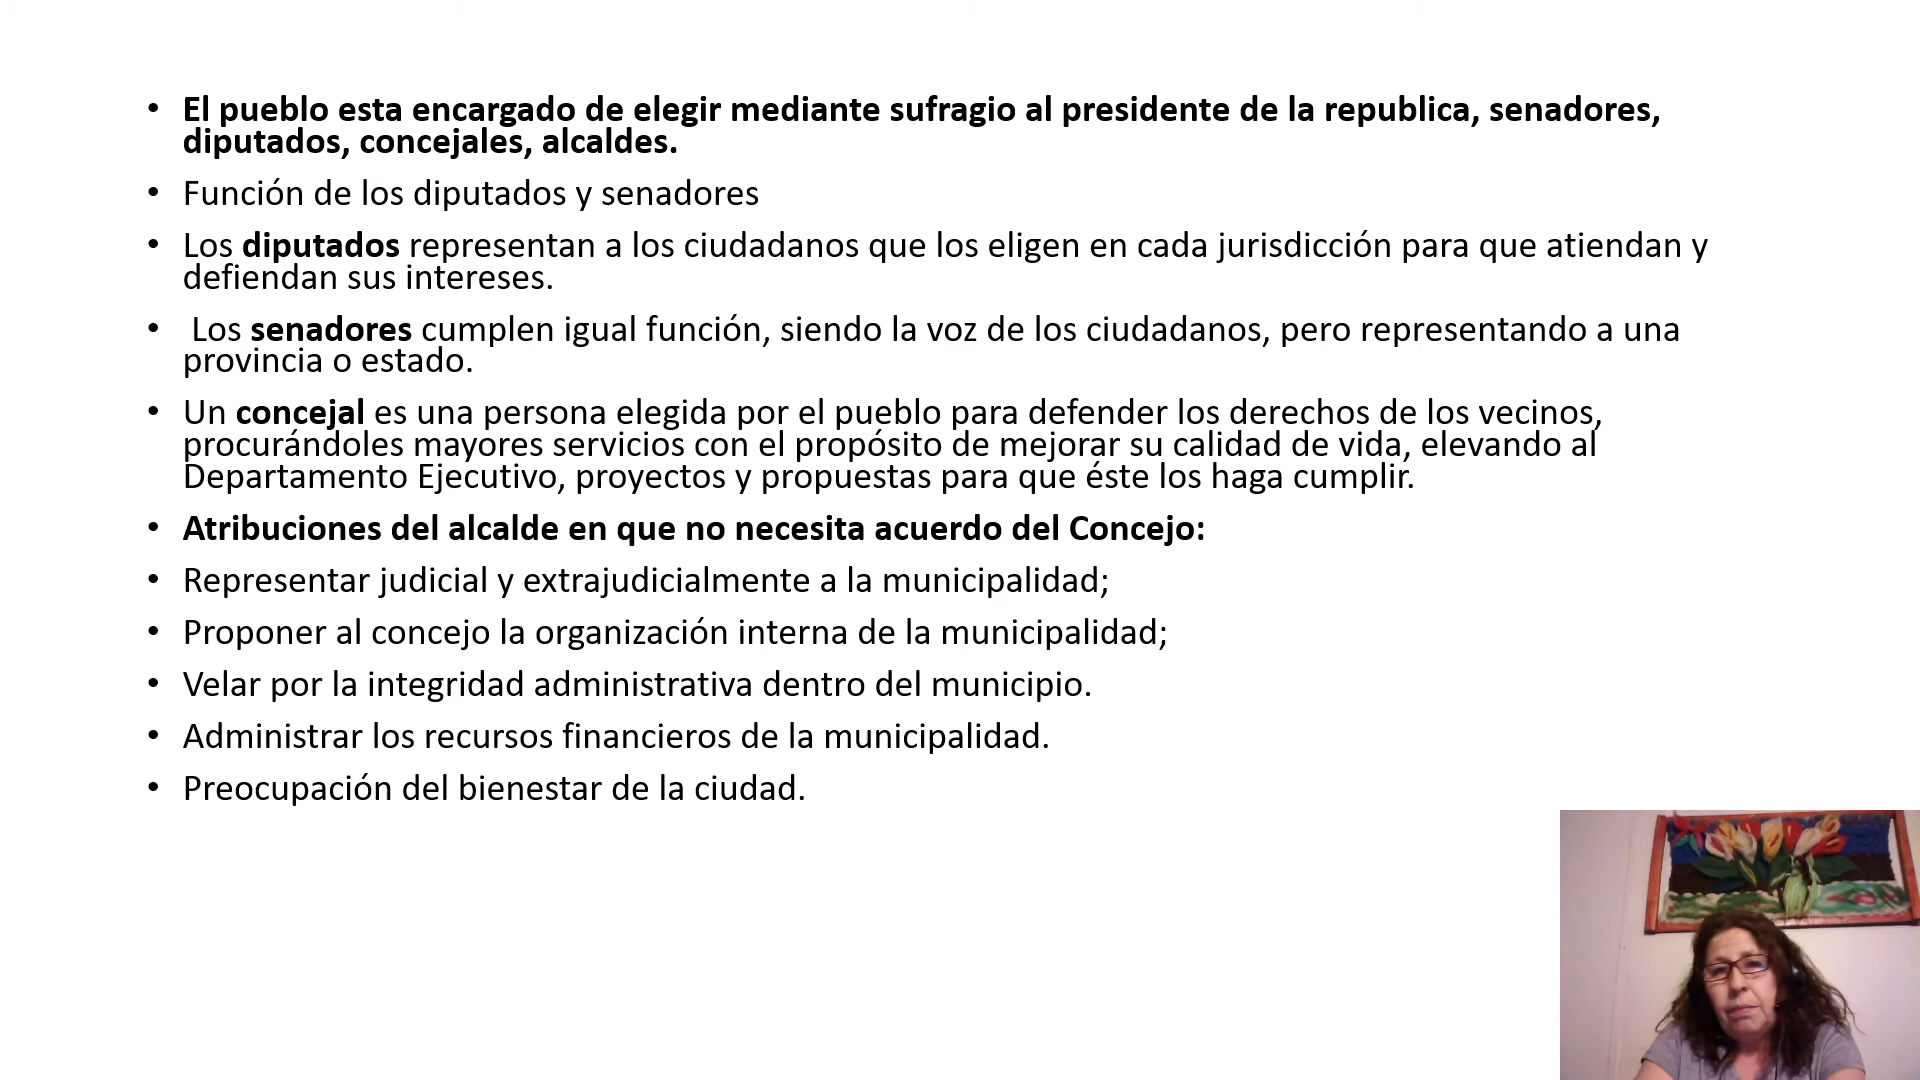 • El pueblo esta encargado de elegir mediante sufragio al presidente de la republica, senadores,
diputados, concejales, alcaldes.
• Función de los diputados y senadores
• Los diputados representan a los ciudadanos que los eligen en cada jurisdicción para que atiendan y
defiendan sus intereses.
• Los senadores cumplen igual función, siendo la voz de los ciudadanos, pero representando a una
provincia o estado.
• Un concejal es una persona elegida por el pueblo para defender los derechos de los vecinos,
procurándoles mayores servicios con el propósito de mejorar su calidad de vida, elevando al
Departamento Ejecutivo, proyectos y propuestas para que éste los haga cumplir.
• Atribuciones del alcalde en que no necesita acuerdo del Concejo:
• Representar judicial y extrajudicialmente a la municipalidad;
• Proponer al concejo la organización interna de la municipalidad;
• Velar por la integridad administrativa dentro del municipio.
• Administrar los recursos financieros de la municipalidad.
• Preocupación del bienestar de la ciudad.